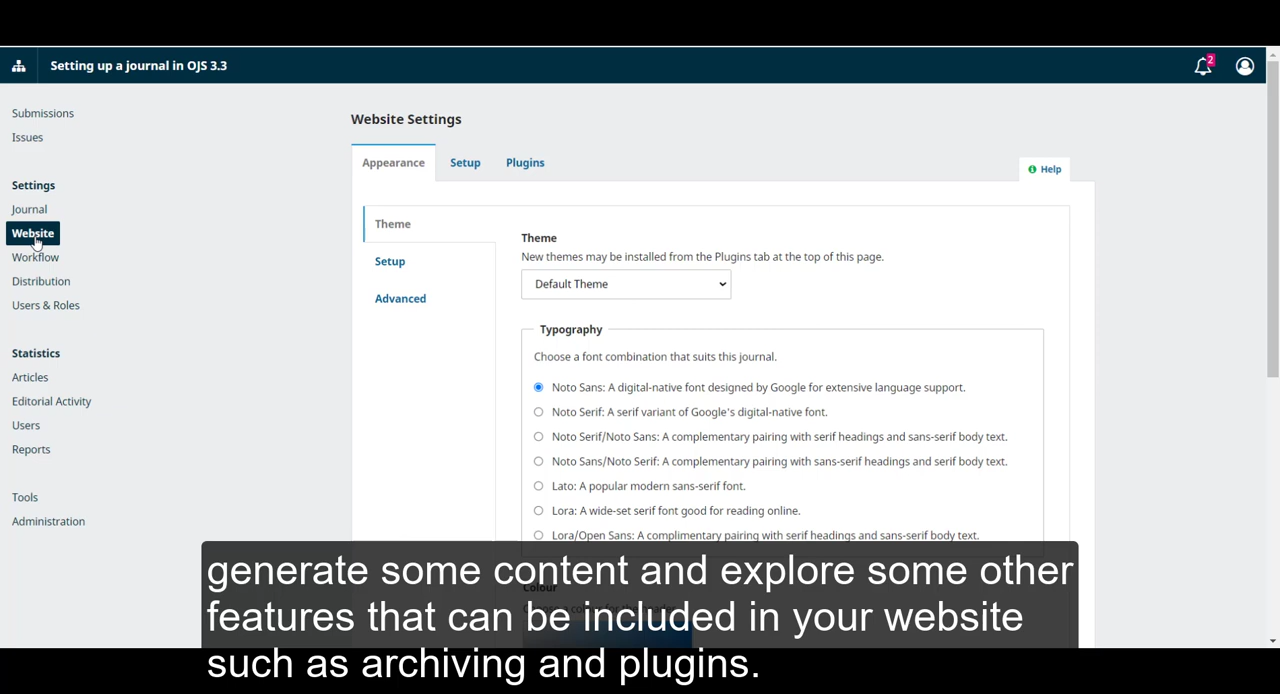 Setting up a journal in OJS 3.3
2
Submissions
Issues
Settings
Journal
Website
Workflow
Distribution
Users & Roles
Statistics
Articles
Editorial Activity
Users
Reports
Tools
Administration
Website Settings
Appearance Setup Plugins
Help
Theme
Setup
Advanced
Theme
New themes may be installed from the Plugins tab at the top of this page.
Default Theme
Typography
Choose a font combination that suits this journal.
Noto Sans: A digital-native font designed by Google for extensive language support.
Noto Serif: A serif variant of Google's digital-native font.
Noto Serif/Noto Sans: A complementary pairing with serif headings and sans-serif body text.
Noto Sans/Noto Serif: A complementary pairing with sans-serif headings and serif body text.
Lato: A popular modern sans-serif font.
Lora: A wide-set serif font good for reading online.
Lora/Open Sans: A complimentary pairing with serif headings and sans-serif body text.
Colour
generate some content and explore some other
features that can be included in your website
such as archiving and plugins.